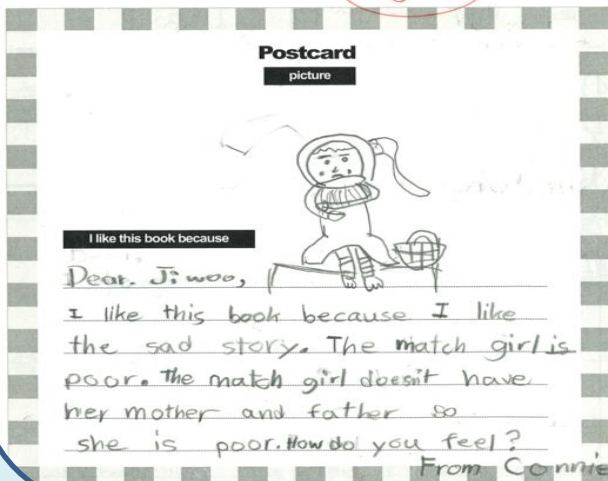 Postcard
picture
I like this book because
Dear. Jiwoo,
I like this book because I like
the sad story. The match girl is
poor. The match girl doesn't have
her mother and father so
she is poor. How do you feel?
From Connie